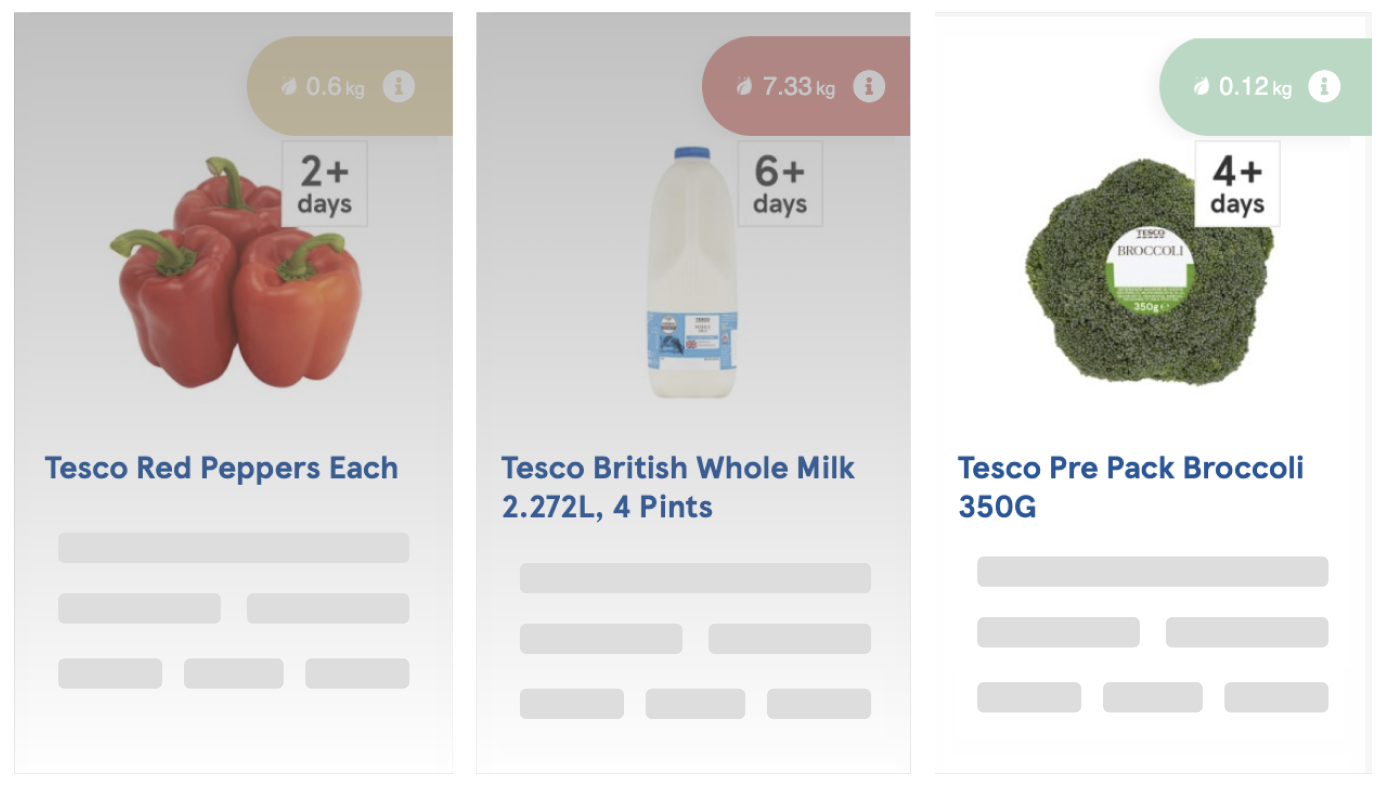 0.6 kg
2+
days
Tesco Red Peppers Each
7.33 kg
6+
days
TESCO
Tesco British Whole Milk
2.272L, 4 Pints
0.12 kg
4+
days
TESCO
BROCCOLI
350g e
Tesco Pre Pack Broccoli
350G